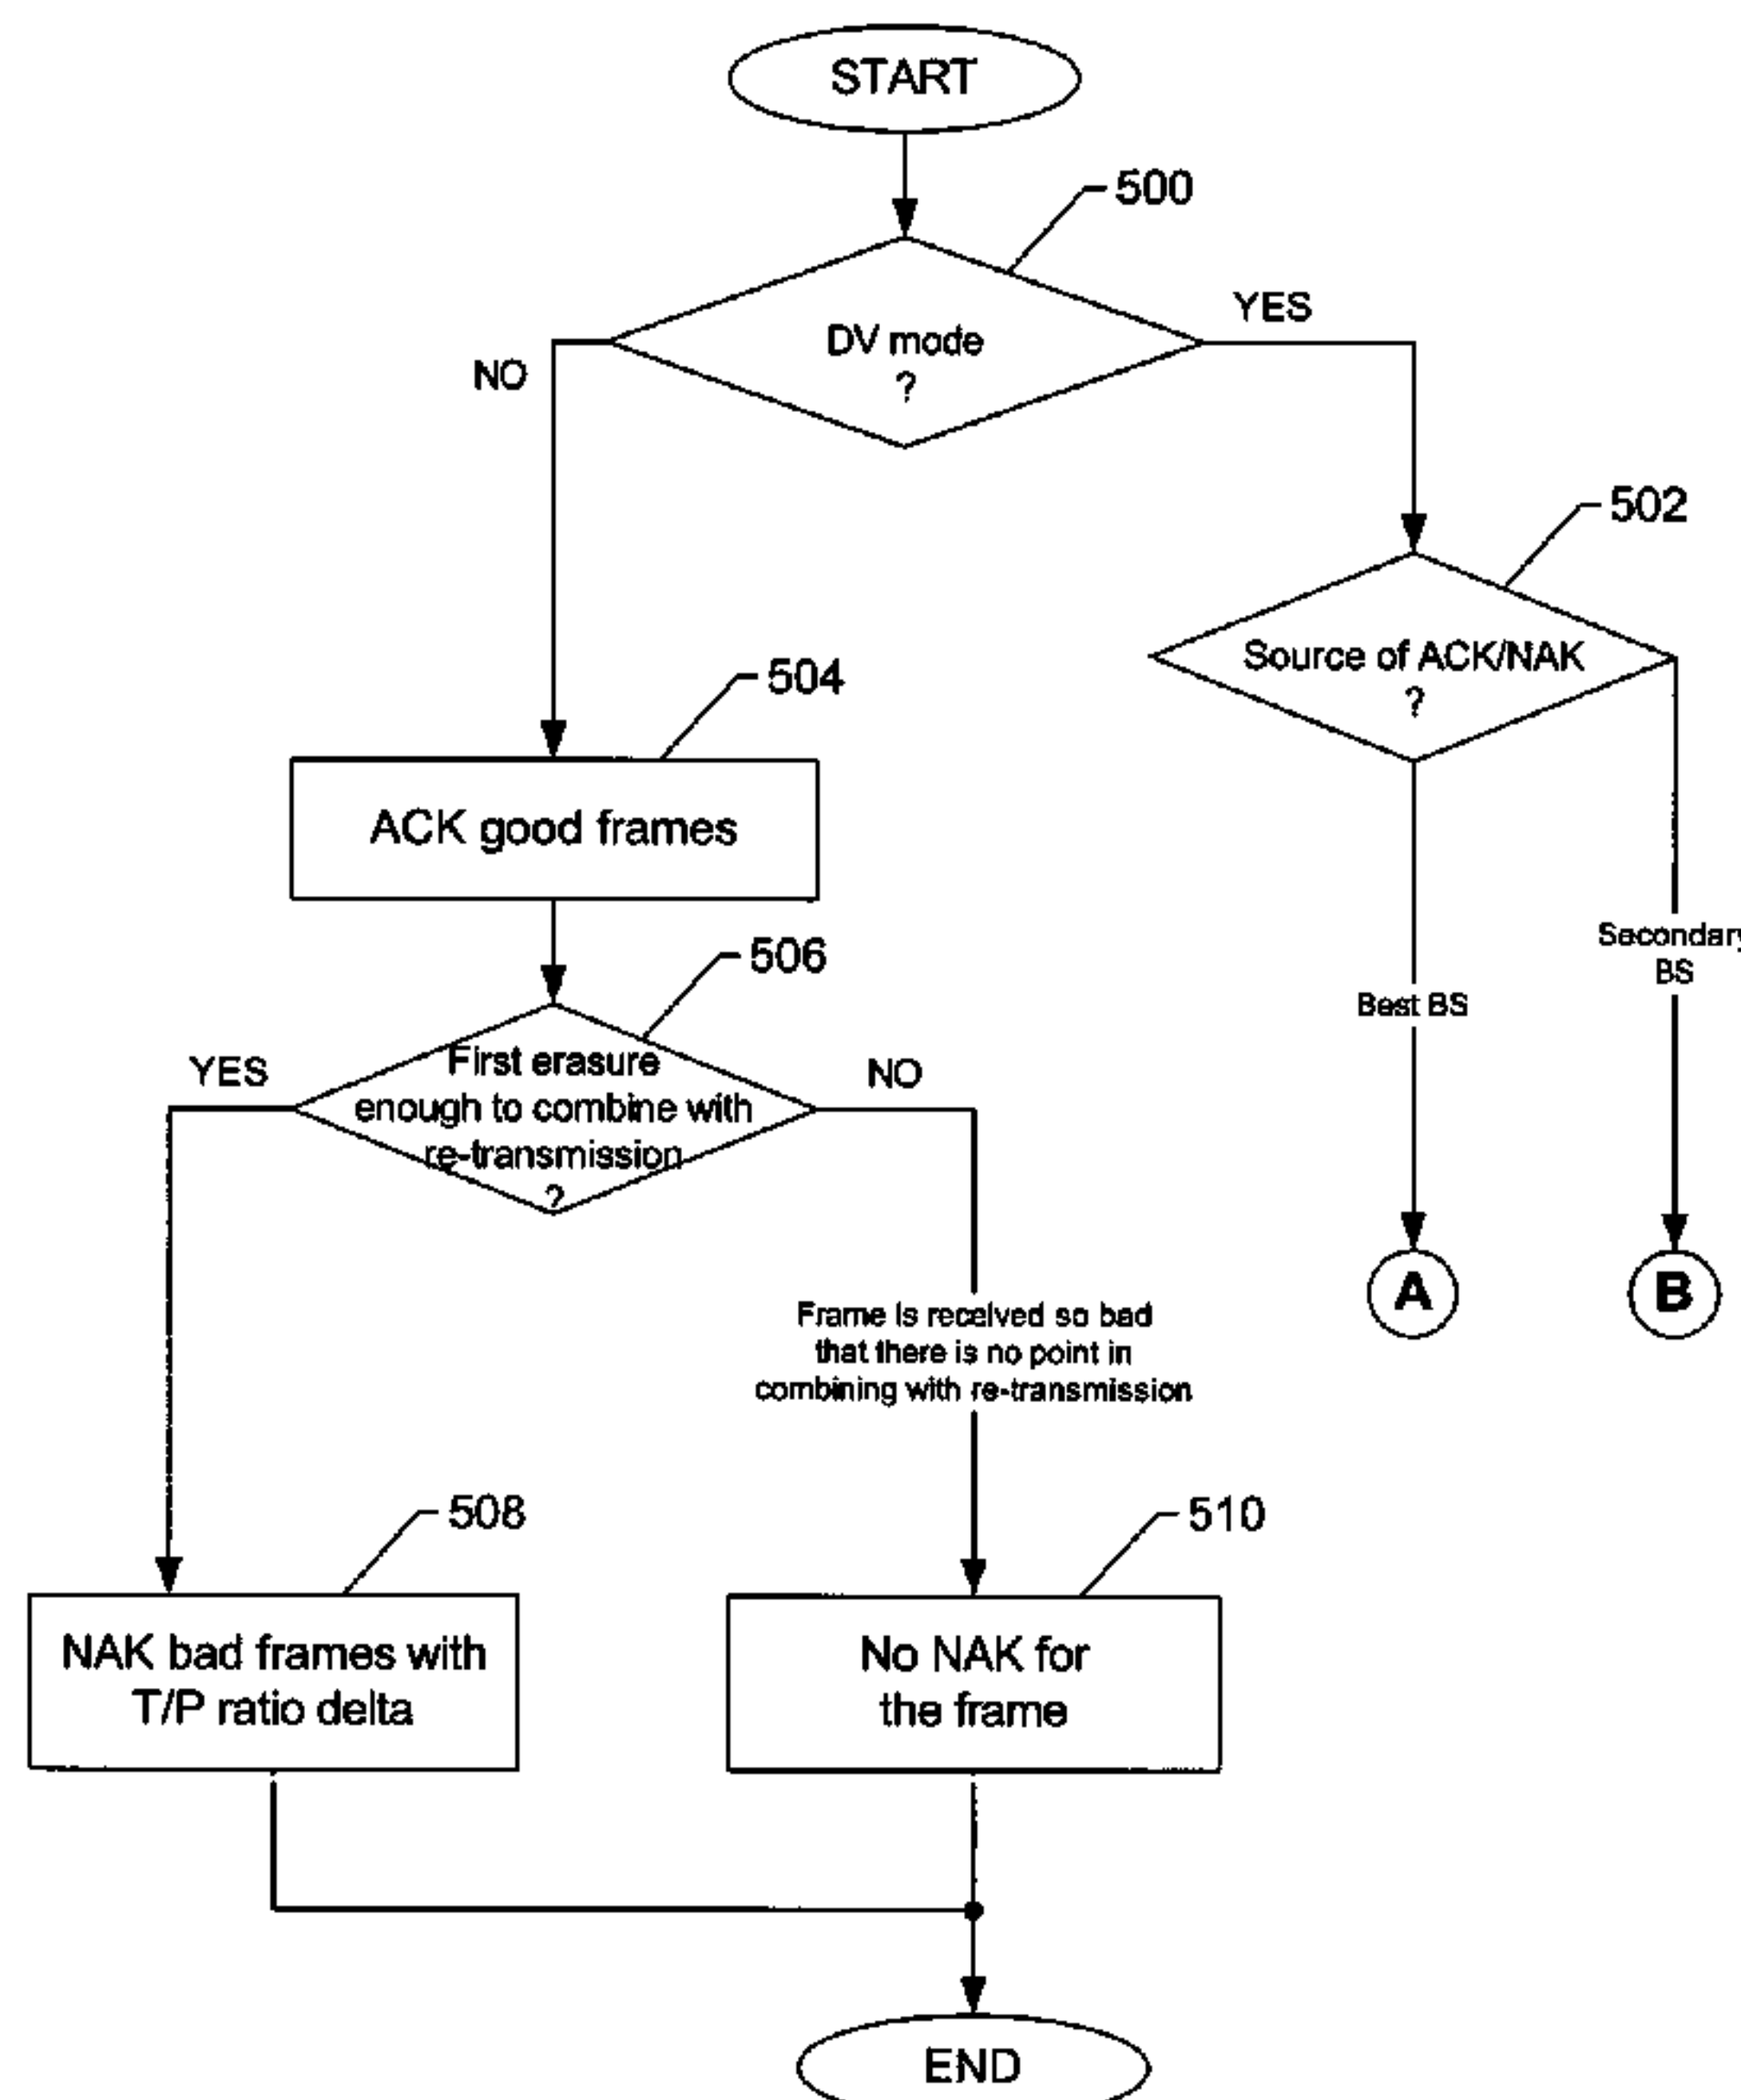 START
500
DV mode
?
YES
NO
502
Source of ACK/NAK
?
504
ACK good frames
Secondary
BS
Best BS
506
First erasure
enough to combine with
re-transmission
?
YES
NO
A
B
Frame is received so bad
that there is no point in
combining with re-transmission
508
NAK bad frames with
T/P ratio delta
510
No NAK for
the frame
END